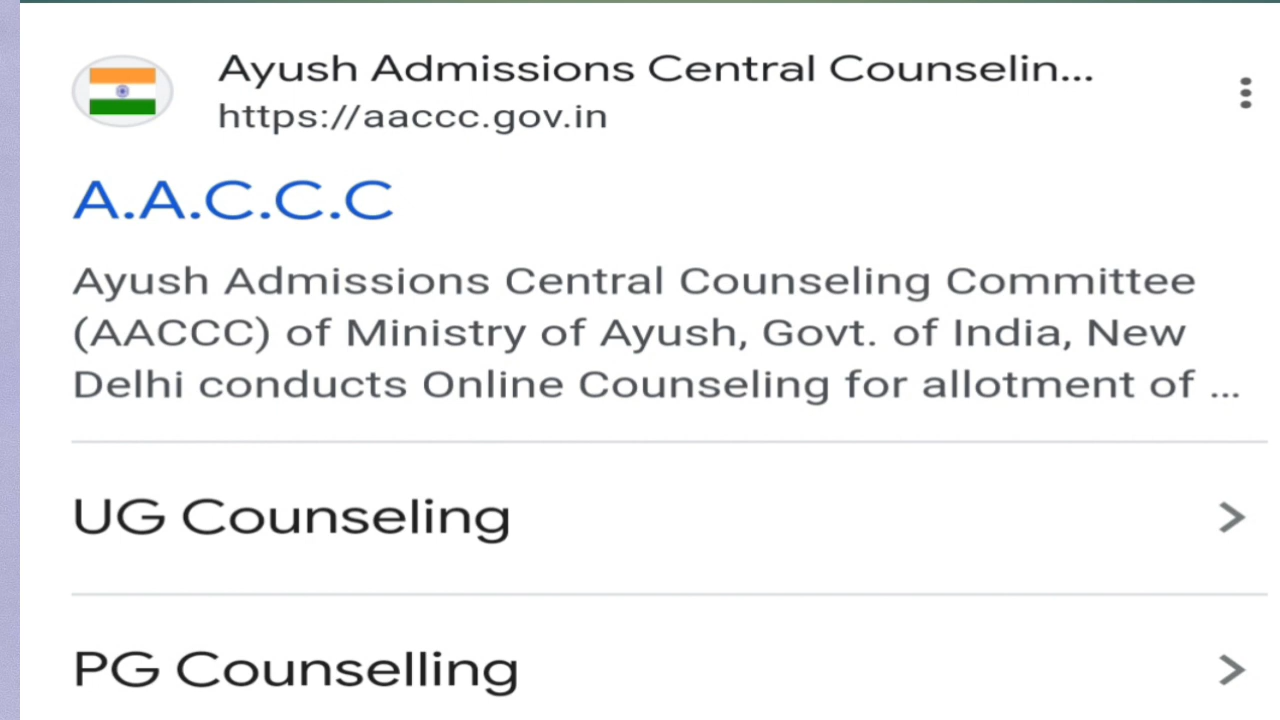 Ayush Admissions Central Counselin...
https://aaccc.gov.in
A.A.C.C.C
Ayush Admissions Central Counseling Committee
(AACCC) of Ministry of Ayush, Govt. of India, New
Delhi conducts Online Counseling for allotment of ...
UG Counseling
PG Counselling